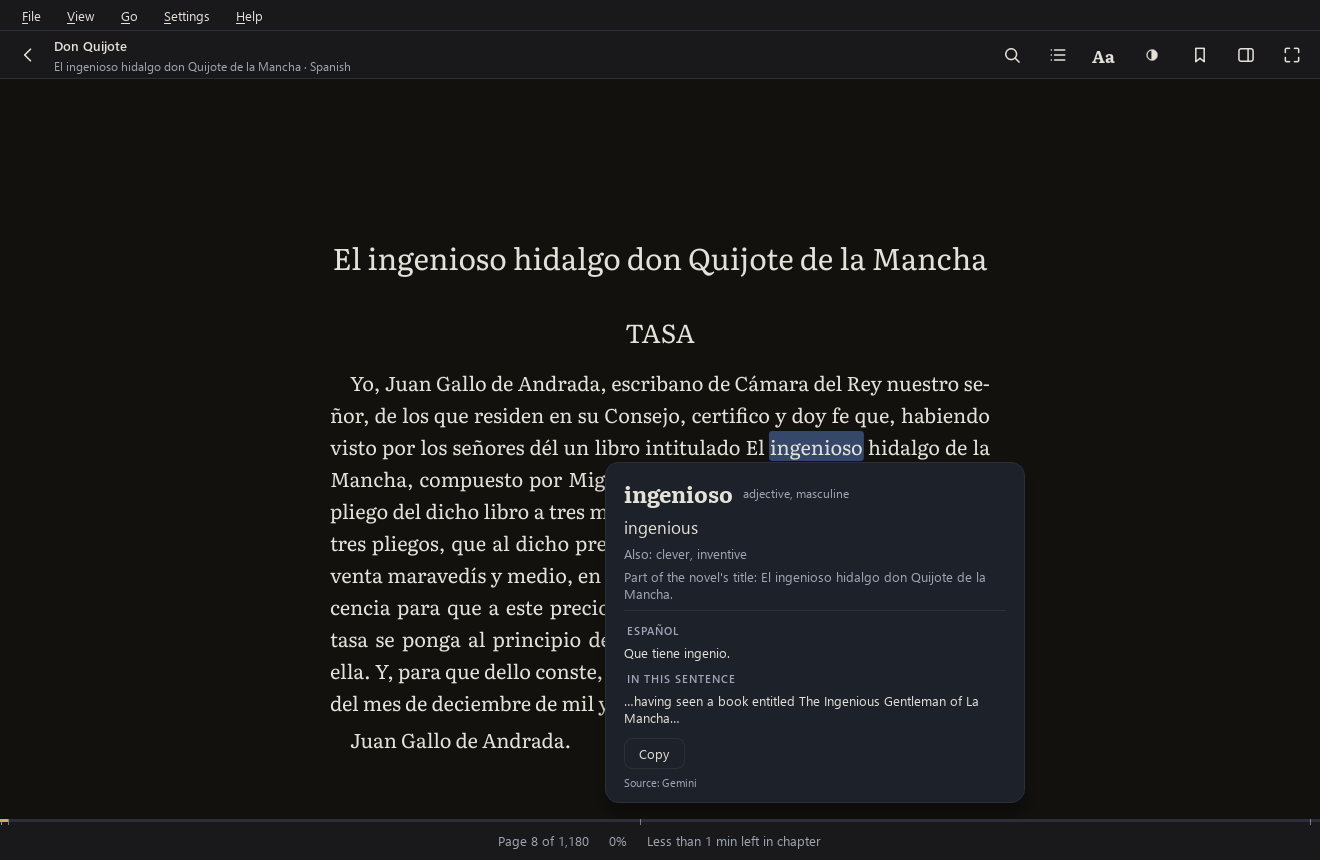 File View Go Settings Help
Don Quijote
El ingenioso hidalgo don Quijote de la Mancha · Spanish
Aa
El ingenioso hidalgo don Quijote de la Mancha
TASA
Yo, Juan Gallo de Andrada, escribano de Cámara del Rey nuestro se-
ñor, de los que residen en su Consejo, certifico y doy fe que, habiendo
visto por los señores dél un libro intitulado El ingenioso hidalgo de la
Mancha, compuesto por Mig
pliego del dicho libro a tres m
tres pliegos, que al dicho pre
venta maravedís y medio, en
cencia para que a este precio
tasa se ponga al principio de
ella. Y, para que dello conste,
del mes de deciembre de mil y
Juan Gallo de Andrada.
ingenioso adjective, masculine
ingenious
Also: clever, inventive
Part of the novel's title: El ingenioso hidalgo don Quijote de la
Mancha.
ESPAÑOL
Que tiene ingenio.
IN THIS SENTENCE
…having seen a book entitled The Ingenious Gentleman of La
Mancha…
Copy
Source: Gemini
Page 8 of 1,180 0% Less than 1 min left in chapter